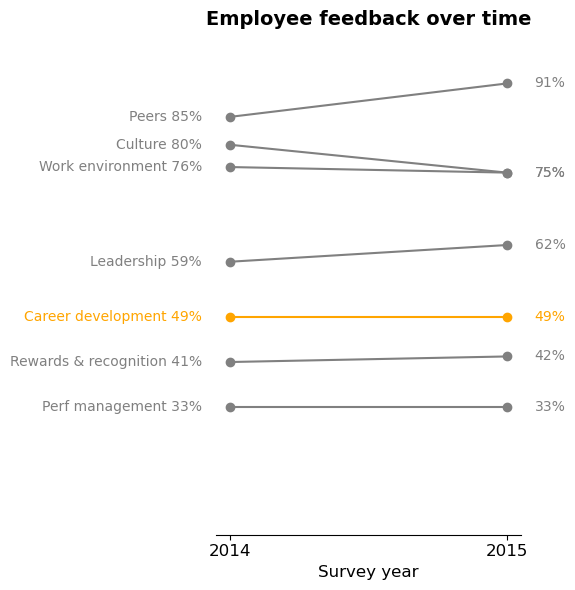 Employee feedback over time
91%
Peers 85%
Culture 80%
Work environment 76%
75%
Leadership 59%
62%
Career development 49%
49%
Rewards & recognition 41%
42%
Perf management 33%
33%
2014
2015
Survey year